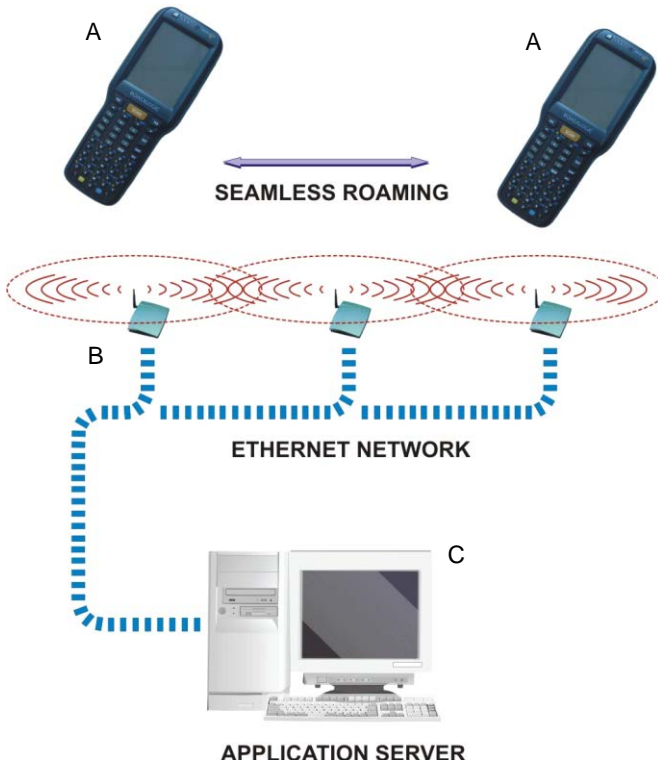 A
A
SEAMLESS ROAMING
B
ETHERNET NETWORK
C
APPLICATION SERVER